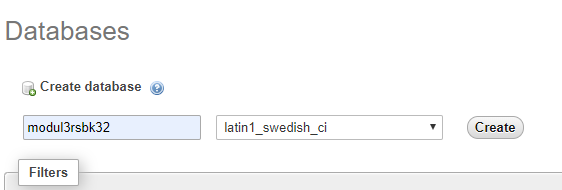 Databases
Create database
modul3rsbk32 latin1_swedish_ci Create
Filters